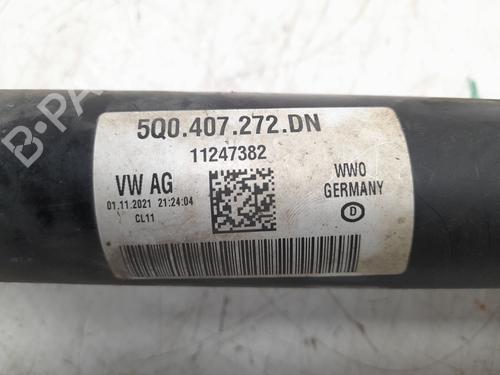 5Q0.407.272.DN
11247382
VW AG
01.11.2021 21:24:04
CL11
WWO
GERMANY
D